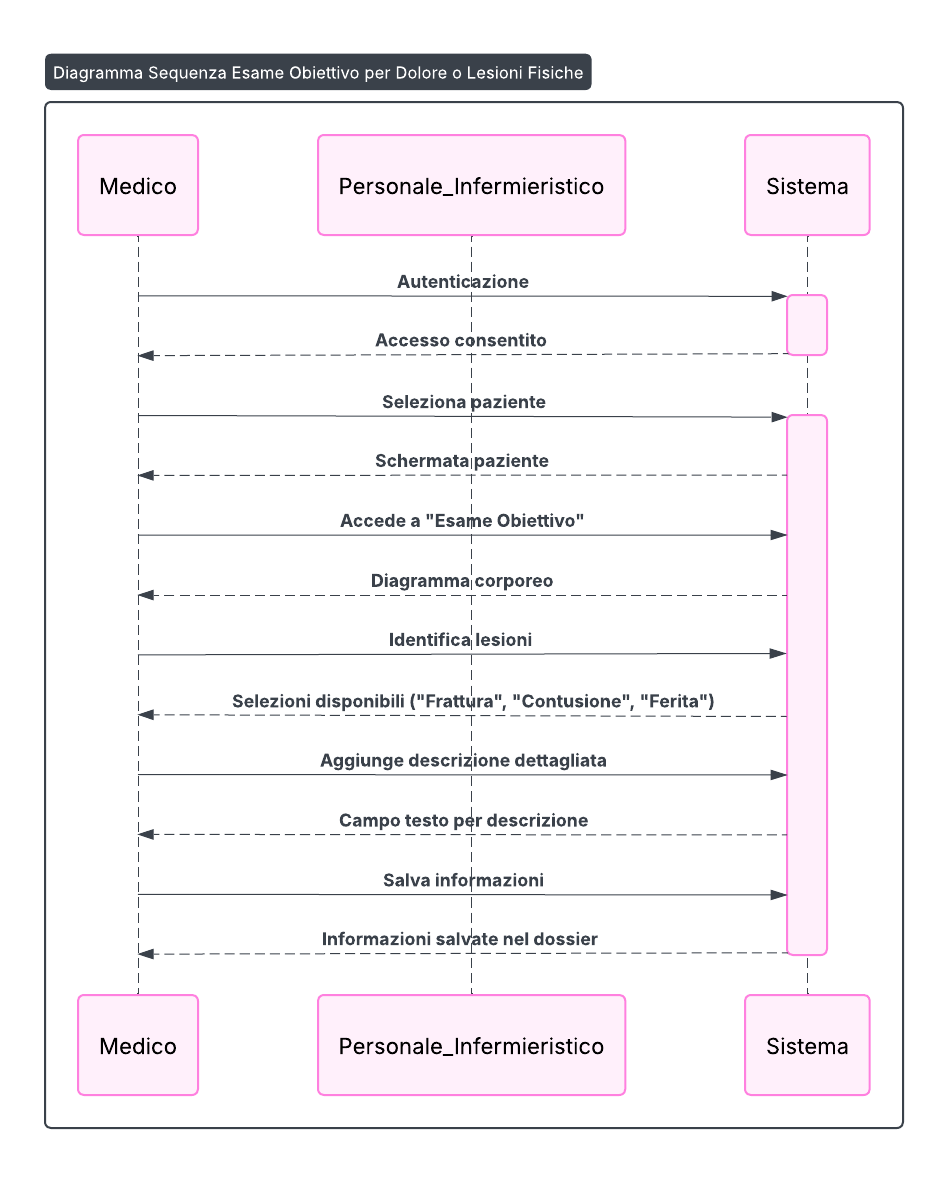 Diagramma Sequenza Esame Obiettivo per Dolore o Lesioni Fisiche
Medico
Personale_Infermieristico
Sistema
Autenticazione
Accesso consentito
Seleziona paziente
Schermata paziente
Accede a "Esame Obiettivo"
Diagramma corporeo
Identifica lesioni
Selezioni disponibili ("Frattura", "Contusione", "Ferita")
Aggiunge descrizione dettagliata
Campo testo per descrizione
Salva informazioni
Informazioni salvate nel dossier
Medico
Personale_Infermieristico
Sistema